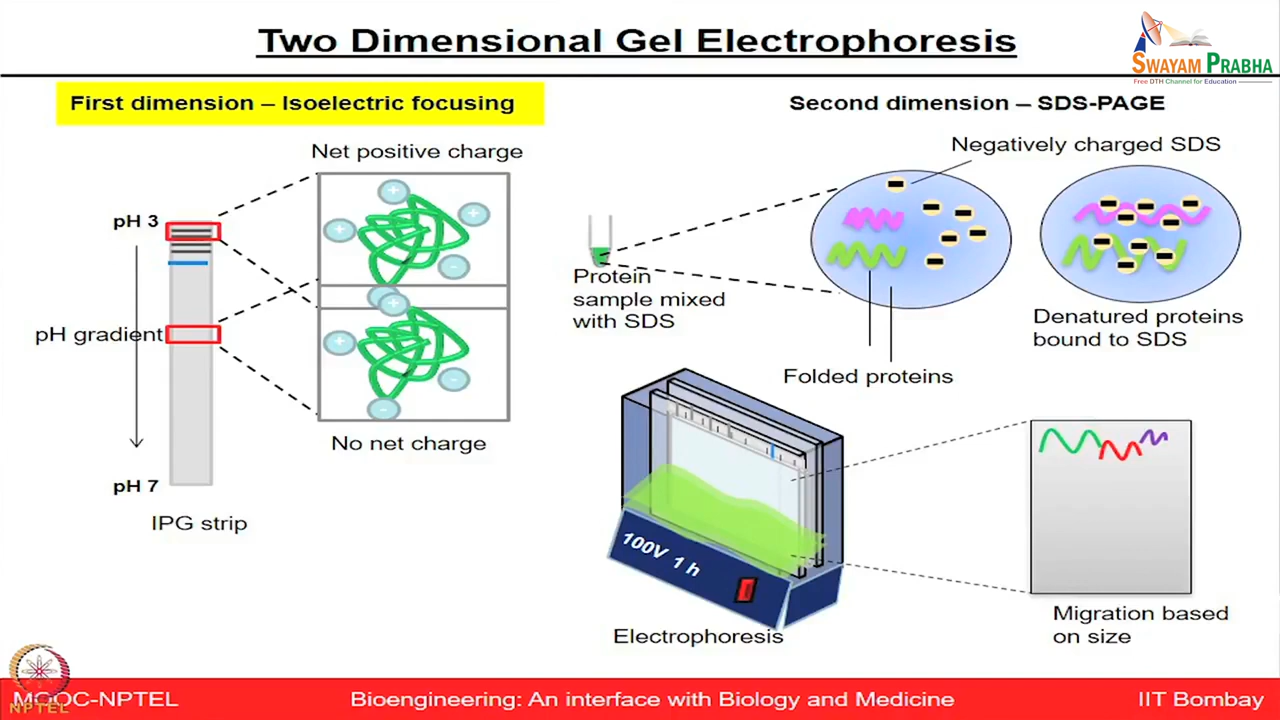 Two Dimensional Gel Electrophoresis
SWAYAM PRABHA
Free DTH Channel for Education
First dimension – Isoelectric focusing
Second dimension – SDS-PAGE
Net positive charge
Negatively charged SDS
pH 3
pH gradient
pH 7
IPG strip
No net charge
Protein
sample mixed
with SDS
Folded proteins
Denatured proteins
bound to SDS
100V 1 h
Electrophoresis
Migration based
on size
MOOC-NPTEL
NPTEL
Bioengineering: An interface with Biology and Medicine
IIT Bombay